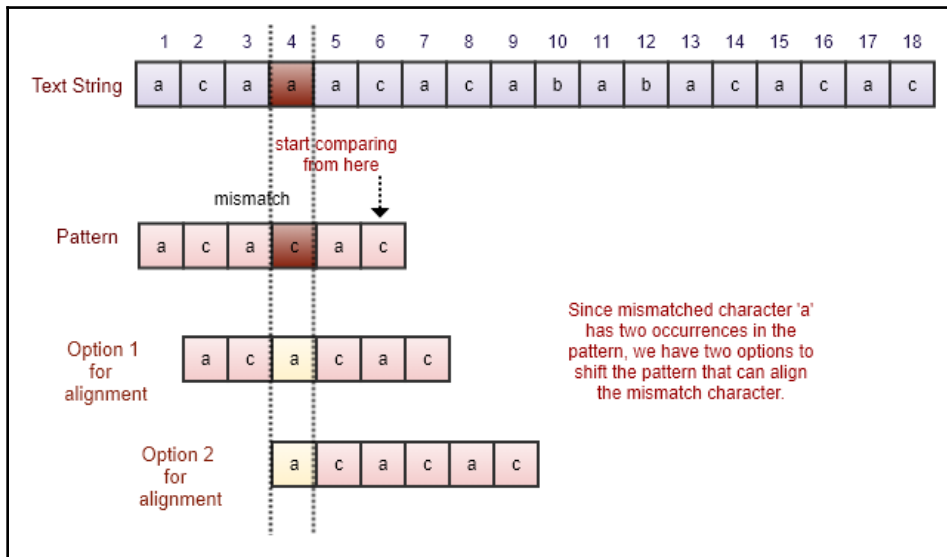 1 2 3 4 5 6 7 8 9 10 11 12 13 14 15 16 17 18
Text String a c a a a c a c a b a b a c a c a c
start comparing
from here
mismatch
Pattern a c a c a c
Since mismatched character 'a'
has two occurrences in the
pattern, we have two options to
shift the pattern that can align
the mismatch character.
Option 1
for
alignment
a c a c a c
Option 2
for
alignment
a c a c a c